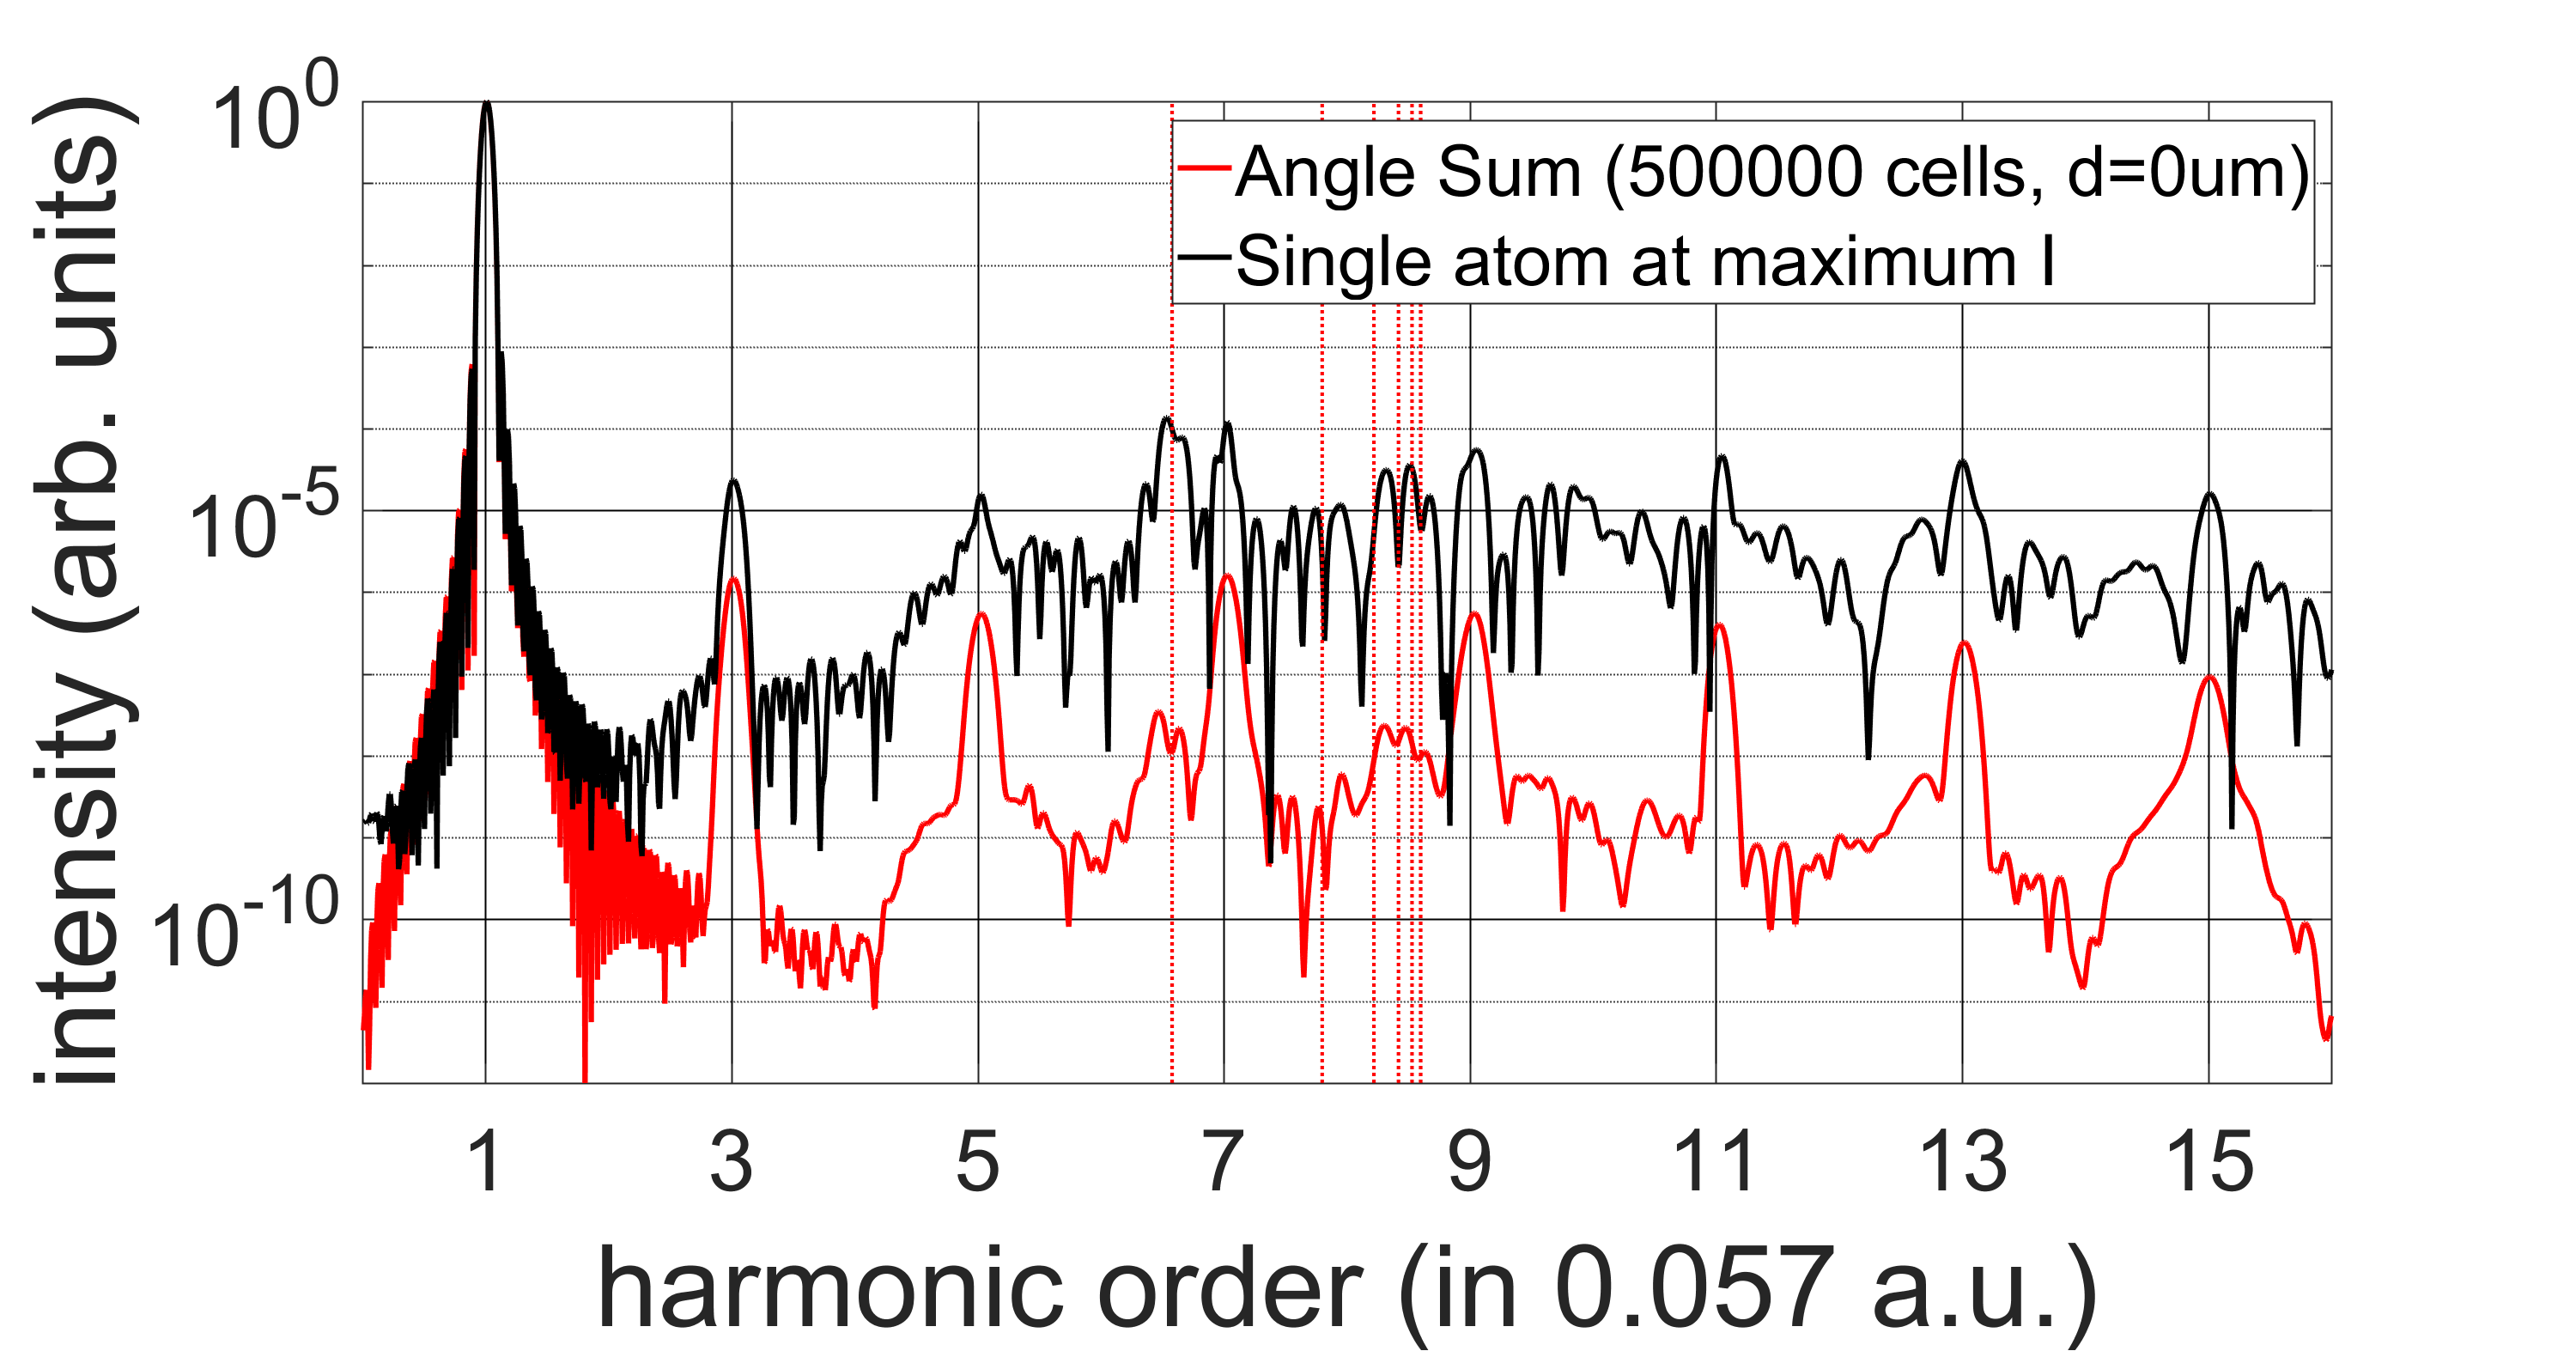 intensity (arb. units)
10^0
10^-5
10^-10
Angle Sum (500000 cells, d=0um)
Single atom at maximum I
1 3 5 7 9 11 13 15
harmonic order (in 0.057 a.u.)